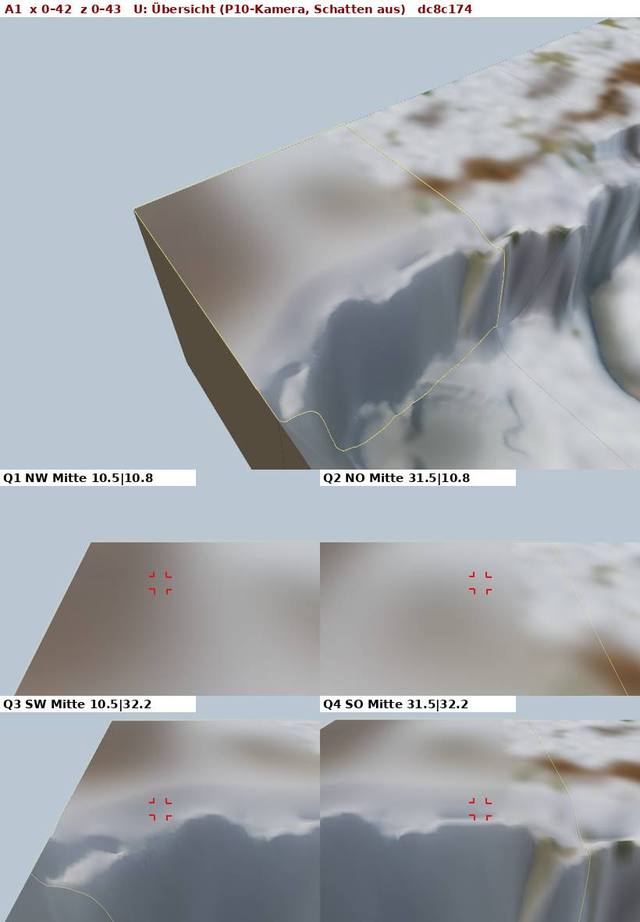 A1 x 0–42 z 0–43 U: Übersicht (P10-Kamera, Schatten aus) dc8c174
Q1 NW Mitte 10.5|10.8
Q2 NO Mitte 31.5|10.8
Q3 SW Mitte 10.5|32.2
Q4 SO Mitte 31.5|32.2